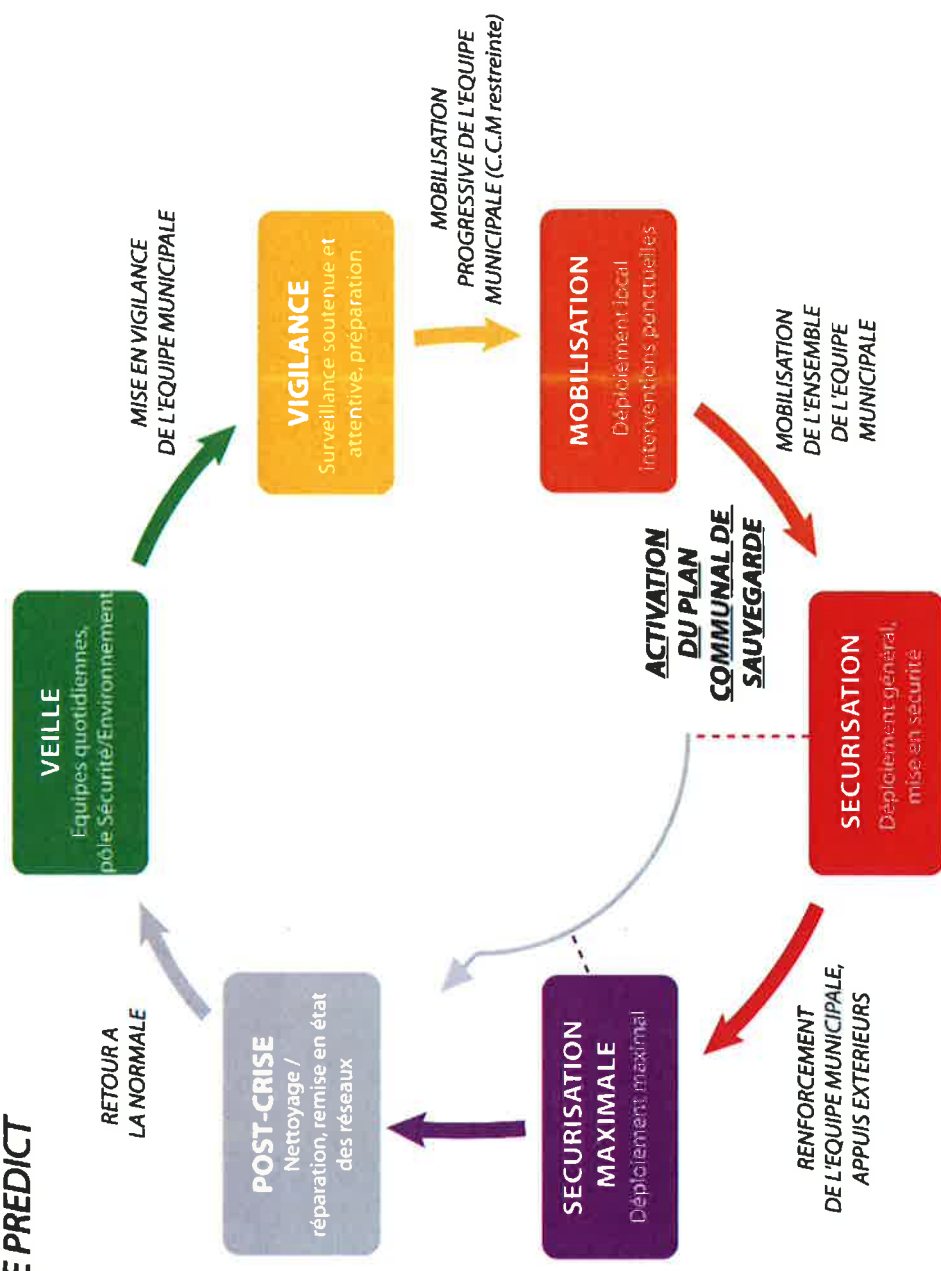 E PREDICT
VEILLE
Equipes quotidiennes,
pôle Sécurité/Environnement
MISE EN VIGILANCE
DE L'EQUIPE MUNICIPALE
VIGILANCE
Surveillance soutenue et
attentive, préparation
MOBILISATION
PROGRESSIVE DE L'EQUIPE
MUNICIPALE (C.C.M restreinte)
MOBILISATION
Déploiement local
Interventions ponctuelles
MOBILISATION
DE L'ENSEMBLE
DE L'EQUIPE
MUNICIPALE
ACTIVATION
DU PLAN
COMMUNAL DE
SAUVEGARDE
SECURISATION
Déploiement général,
mise en sécurité
RENFORCEMENT
DE L'EQUIPE MUNICIPALE,
APPUIS EXTERIEURS
SECURISATION
MAXIMALE
Déploiement maximal
POST-CRISE
Nettoyage /
réparation, remise en état
des réseaux
RETOUR A
LA NORMALE